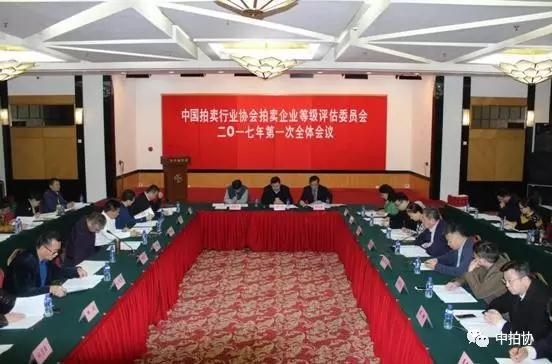 中国拍卖行业协会拍卖企业等级评估委员会
二〇一七年第一次全体会议
中拍协